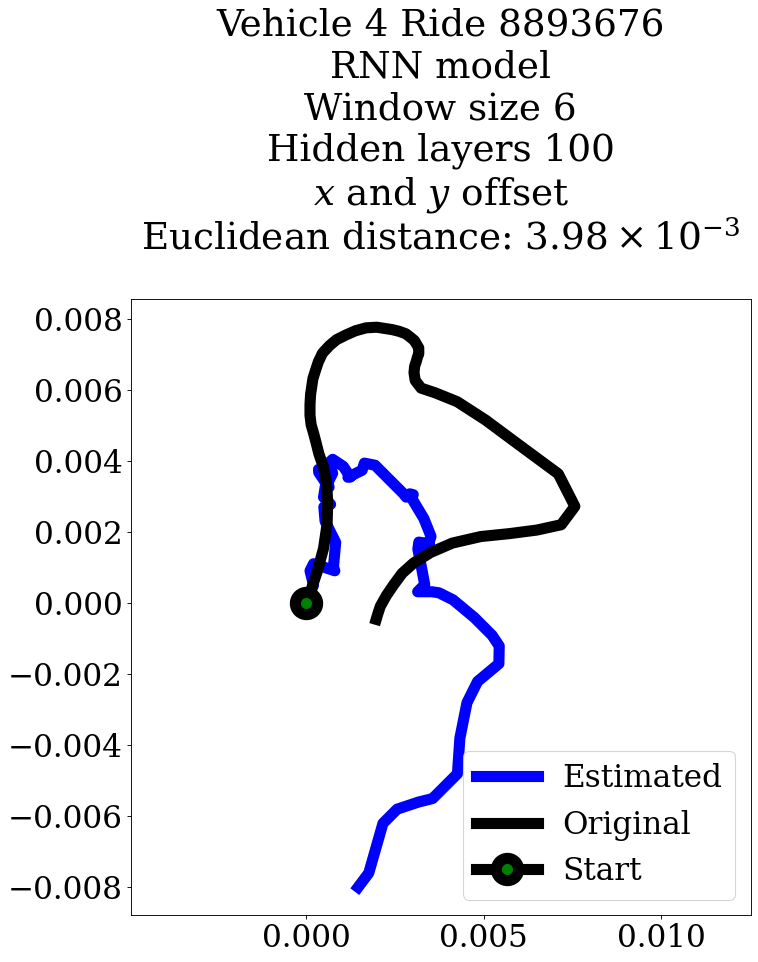 Vehicle 4 Ride 8893676
RNN model
Window size 6
Hidden layers 100
x and y offset
Euclidean distance: 3.98 × 10⁻³
0.008
0.006
0.004
0.002
0.000
−0.002
−0.004
−0.006
−0.008
Estimated
Original
Start
0.000 0.005 0.010